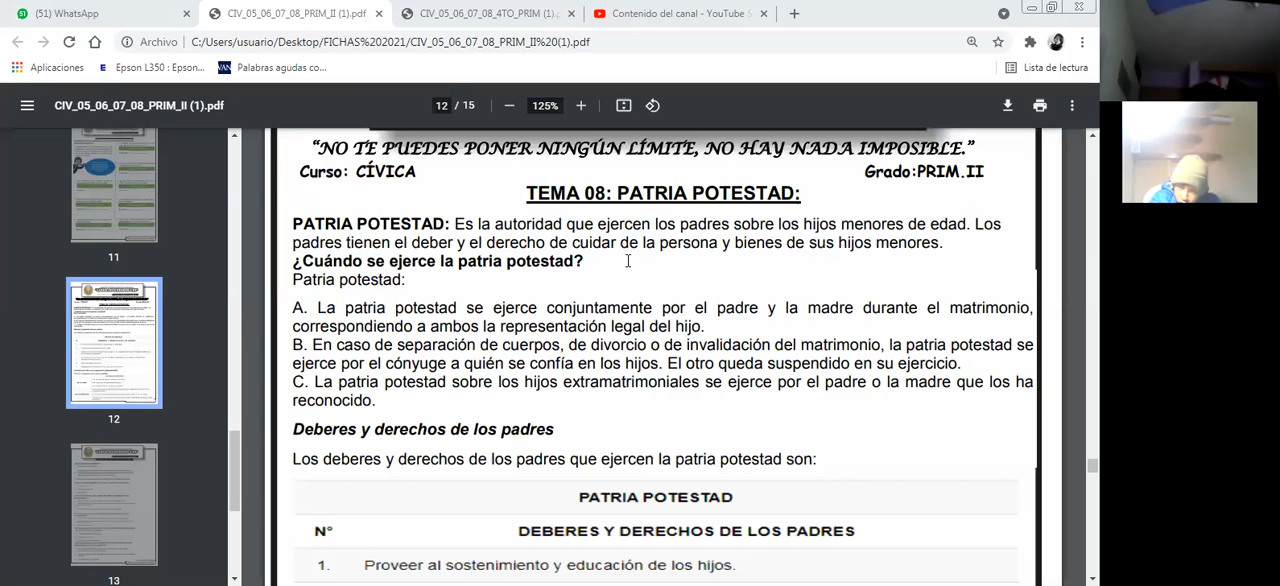 (51) WhatsApp
CIV_05_06_07_08_PRIM_II (1).pdf
CIV_05_06_07_08_4TO_PRIM (1).p
Contenido del canal - YouTube S
Archivo C:/Users/usuario/Desktop/FICHAS%202021/CIV_05_06_07_08_PRIM_II%20(1).pdf
Aplicaciones
Epson L350 : Epson...
VAN
Palabras agudas co...
Lista de lectura
CIV_05_06_07_08_PRIM_II (1).pdf
12 / 15
125%
11
12
13
“NO TE PUEDES PONER NINGÚN LÍMITE, NO HAY NADA IMPOSIBLE.”
Curso: CÍVICA Grado:PRIM.II
TEMA 08: PATRIA POTESTAD:
PATRIA POTESTAD: Es la autoridad que ejercen los padres sobre los hijos menores de edad. Los
padres tienen el deber y el derecho de cuidar de la persona y bienes de sus hijos menores.
¿Cuándo se ejerce la patria potestad?
Patria potestad:
A. La patria potestad se ejerce conjuntamente por el padre y la madre durante el matrimonio,
correspondiendo a ambos la representación legal del hijo.
B. En caso de separación de cuerpos, de divorcio o de invalidación del matrimonio, la patria potestad se
ejerce por el cónyuge a quién se confía en los hijos. El otro queda suspendido en su ejercicio.
C. La patria potestad sobre los hijos extramatrimoniales se ejerce por el padre o la madre que los ha
reconocido.
Deberes y derechos de los padres
Los deberes y derechos de los padres que ejercen la patria potestad son:
PATRIA POTESTAD
N° DEBERES Y DERECHOS DE LOS PADRES
1. Proveer al sostenimiento y educación de los hijos.